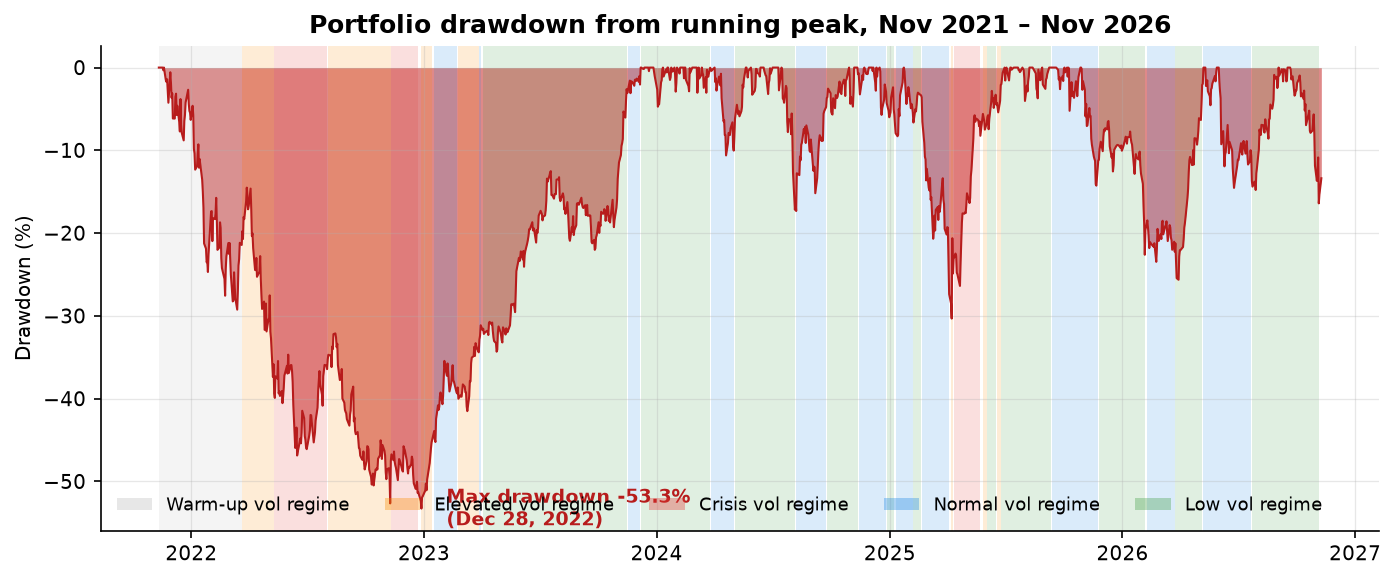 Portfolio drawdown from running peak, Nov 2021 – Nov 2026
Drawdown (%)
0
−10
−20
−30
−40
−50
Max drawdown -53.3%
(Dec 28, 2022)
Warm-up vol regime
Elevated vol regime
Crisis vol regime
Normal vol regime
Low vol regime
2022
2023
2024
2025
2026
2027